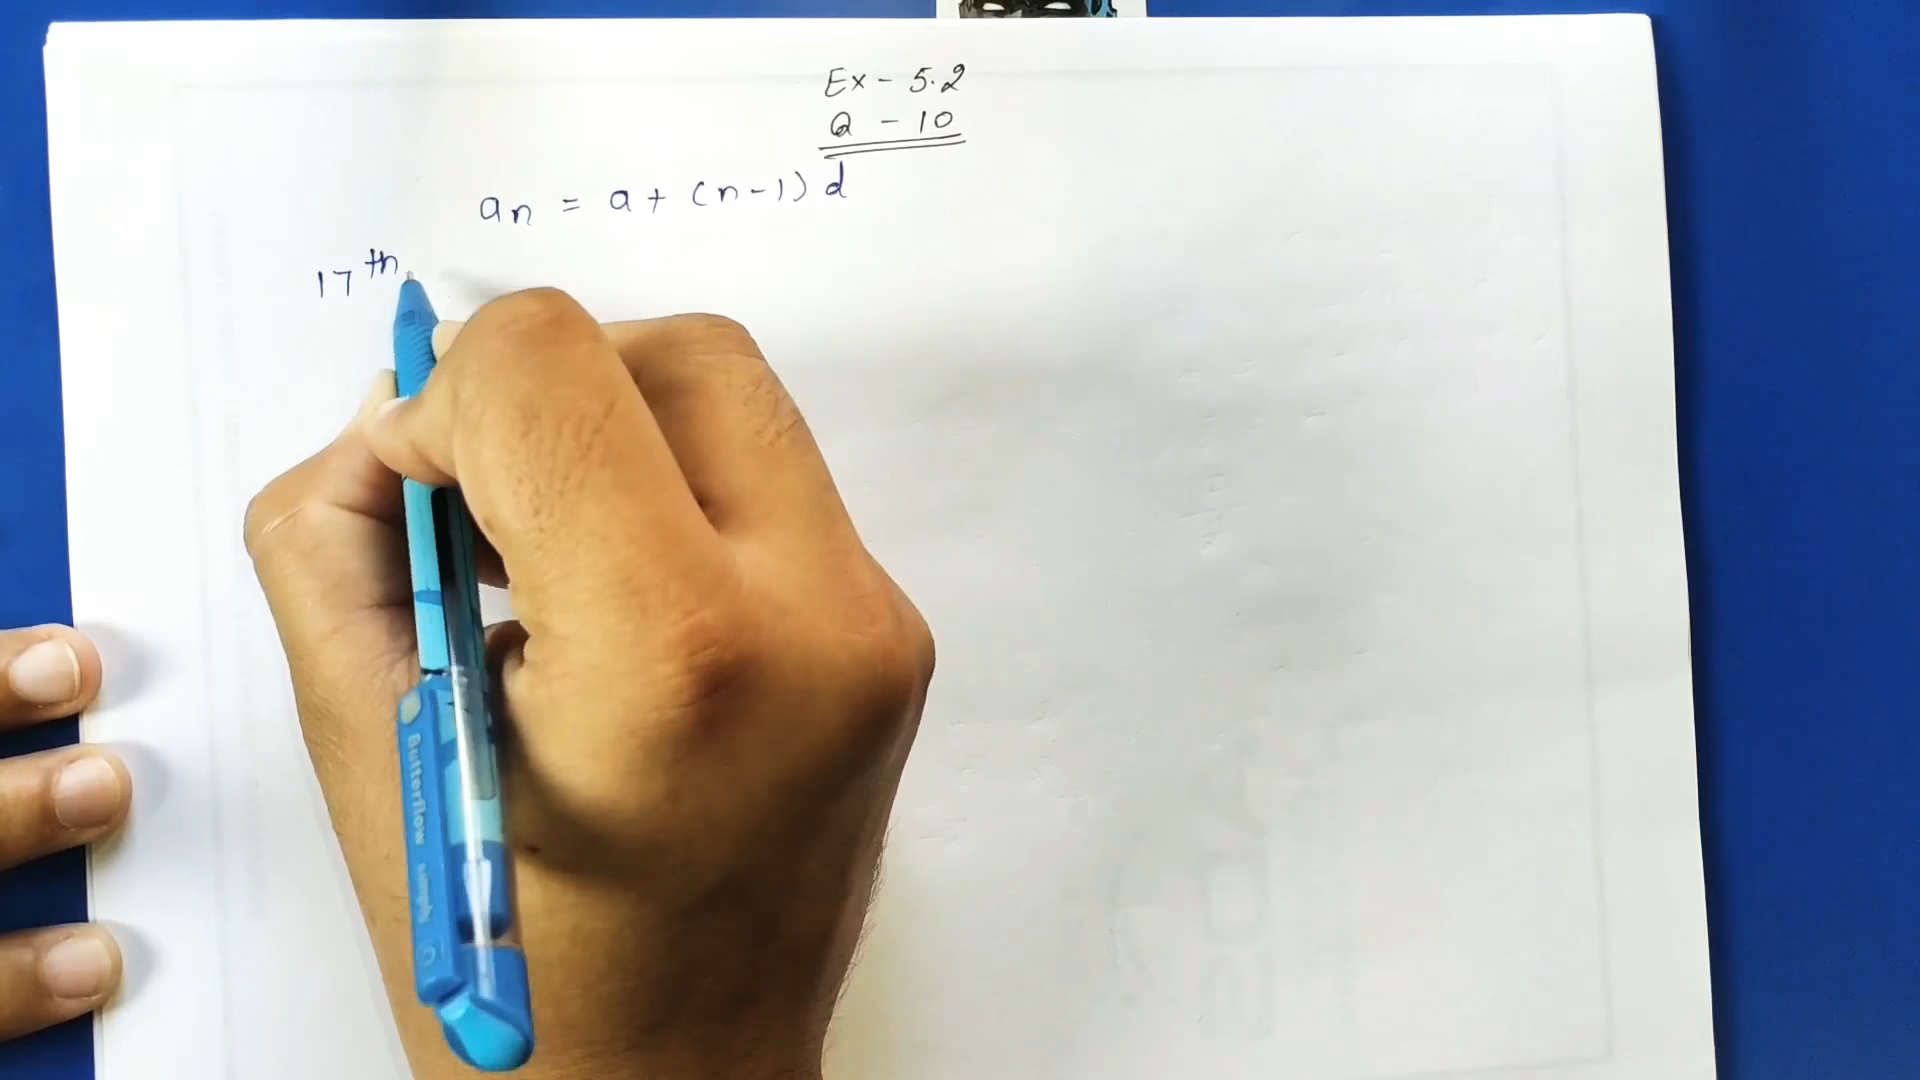 Ex - 5.2
Q - 10
an = a + (n-1) d
17th
Butterflow